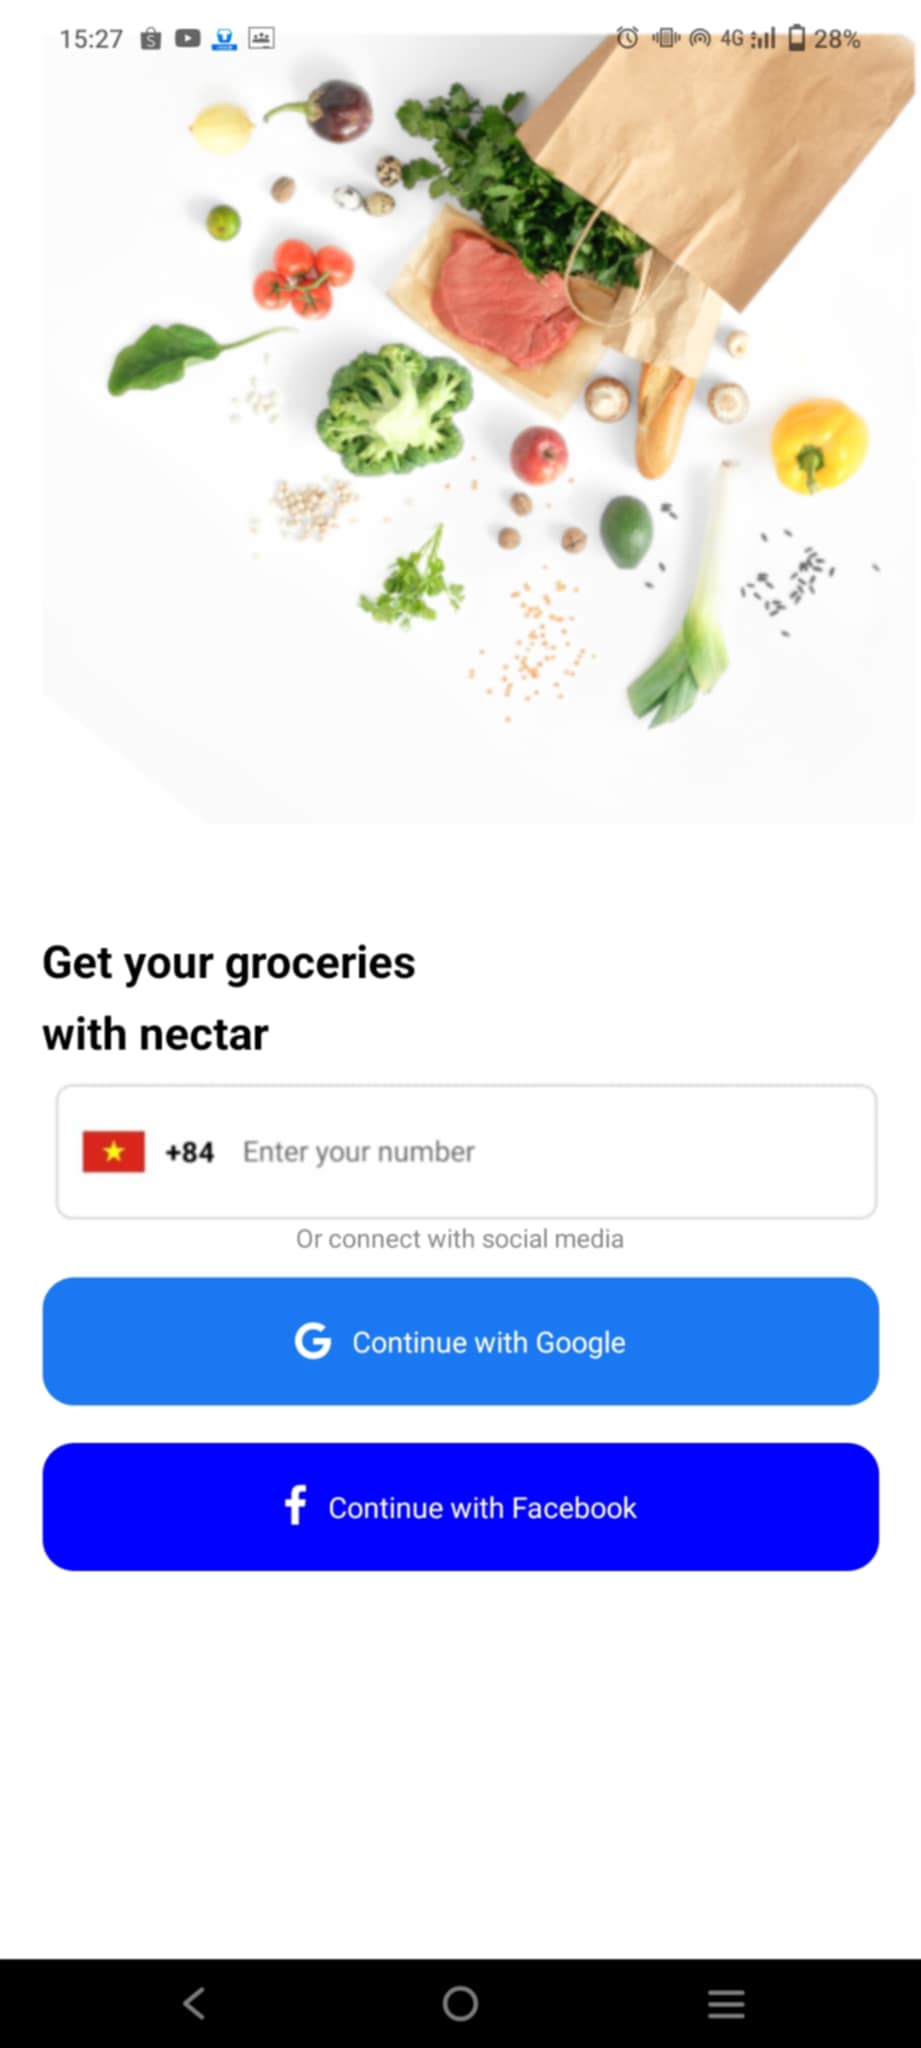 15:27
4G
28%
Get your groceries
with nectar
+84 Enter your number
Or connect with social media
G Continue with Google
f Continue with Facebook